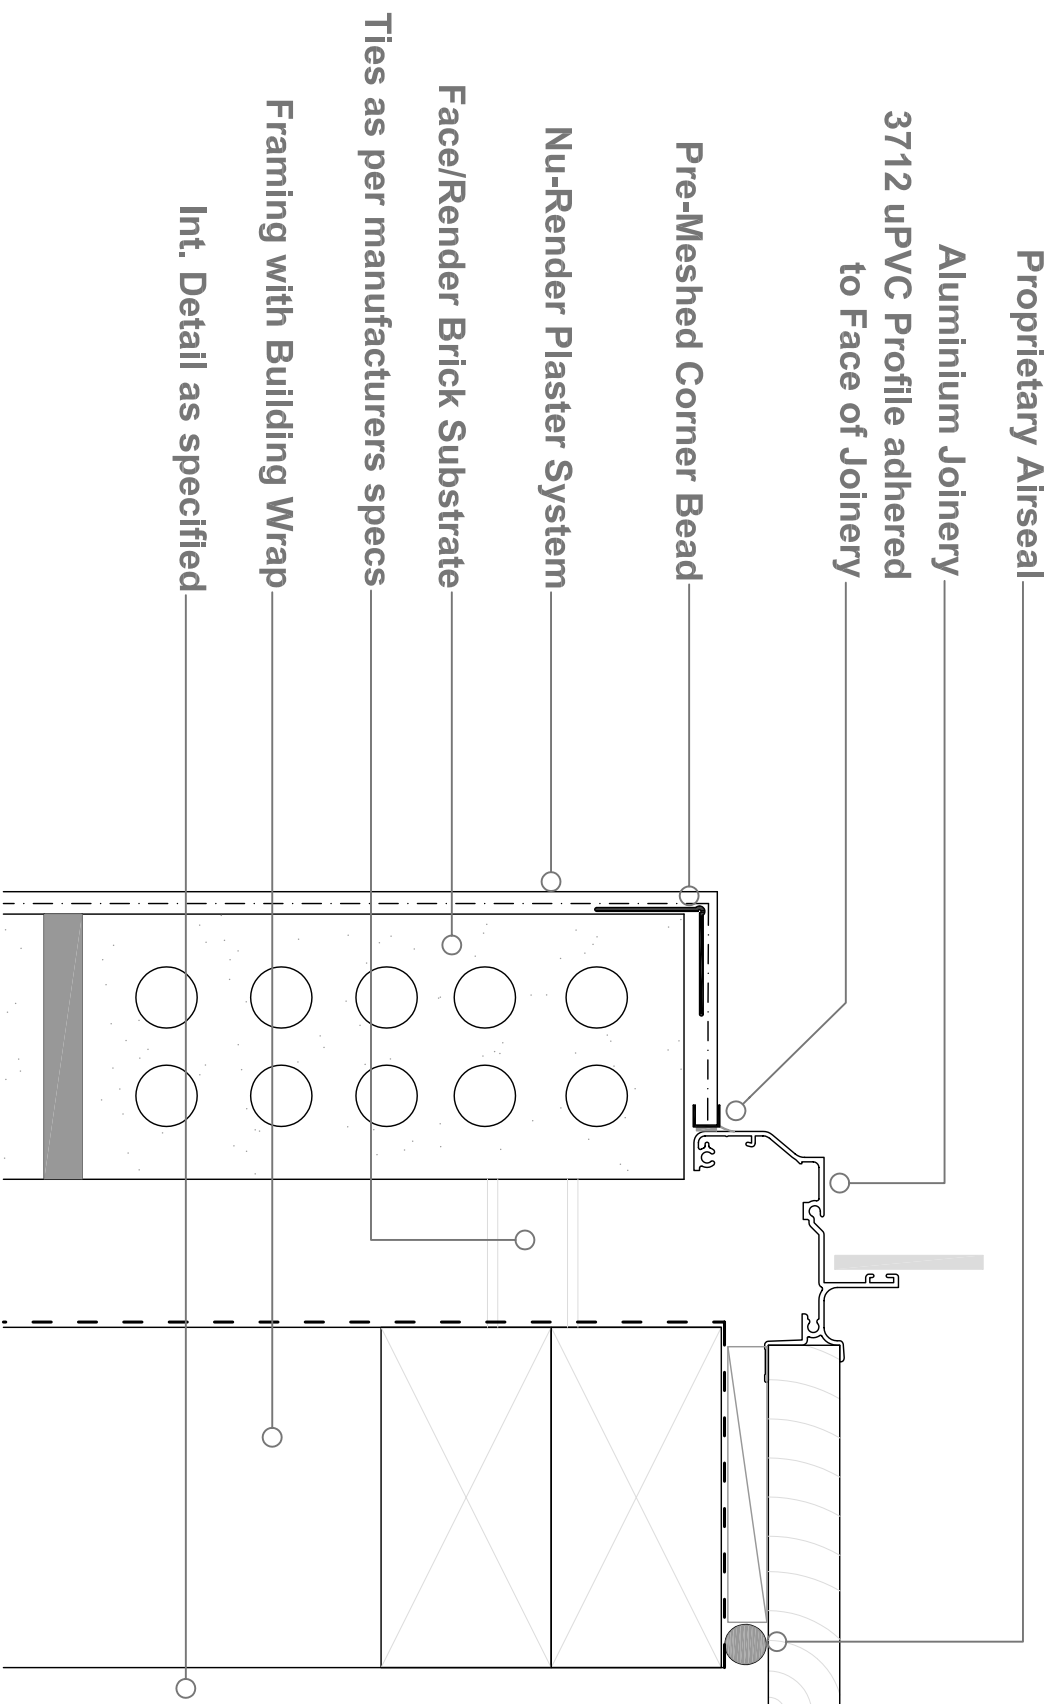 Proprietary Airseal
Aluminium Joinery
3712 uPVC Profile adhered
to Face of Joinery
Pre-Meshed Corner Bead
Nu-Render Plaster System
Face/Render Brick Substrate
Ties as per manufacturers specs
Framing with Building Wrap
Int. Detail as specified